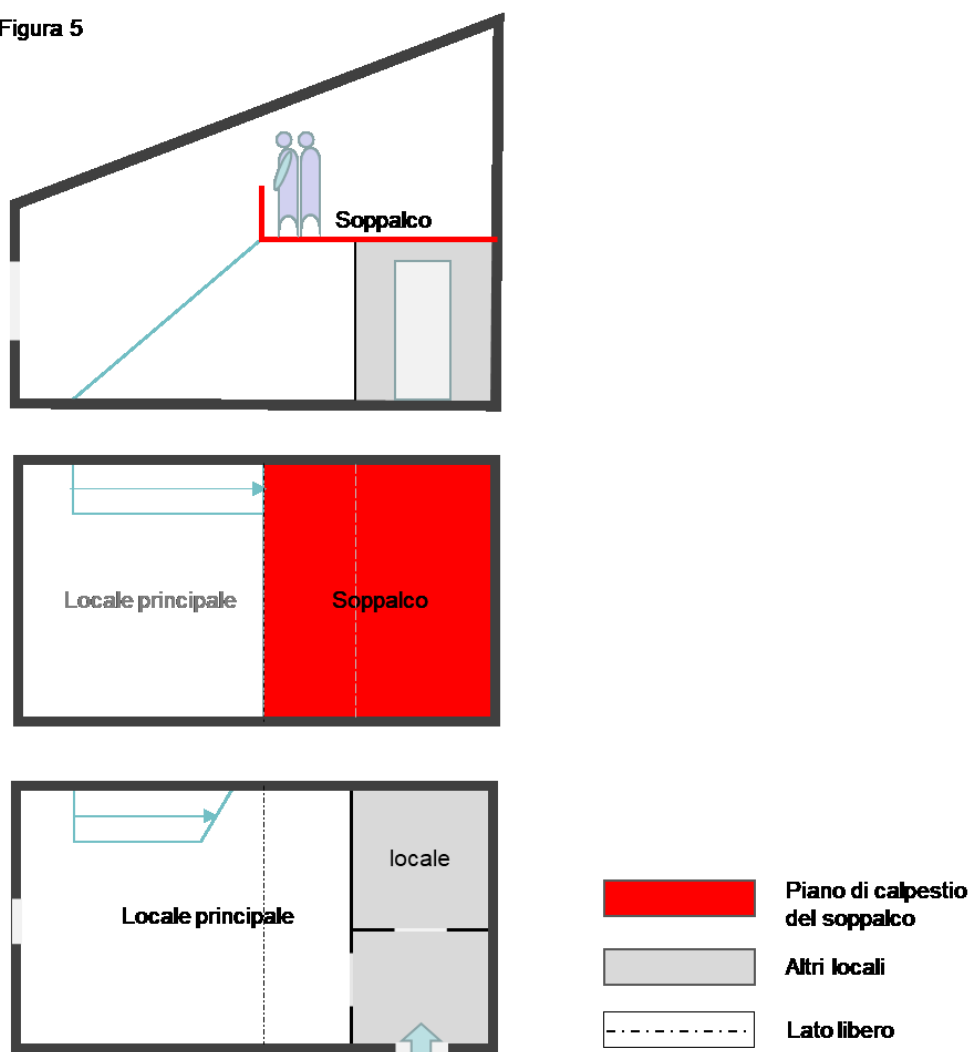 Figura 5
Soppalco
Locale principale
Soppalco
locale
Locale principale
Piano di calpestio
del soppalco
Altri locali
Lato libero